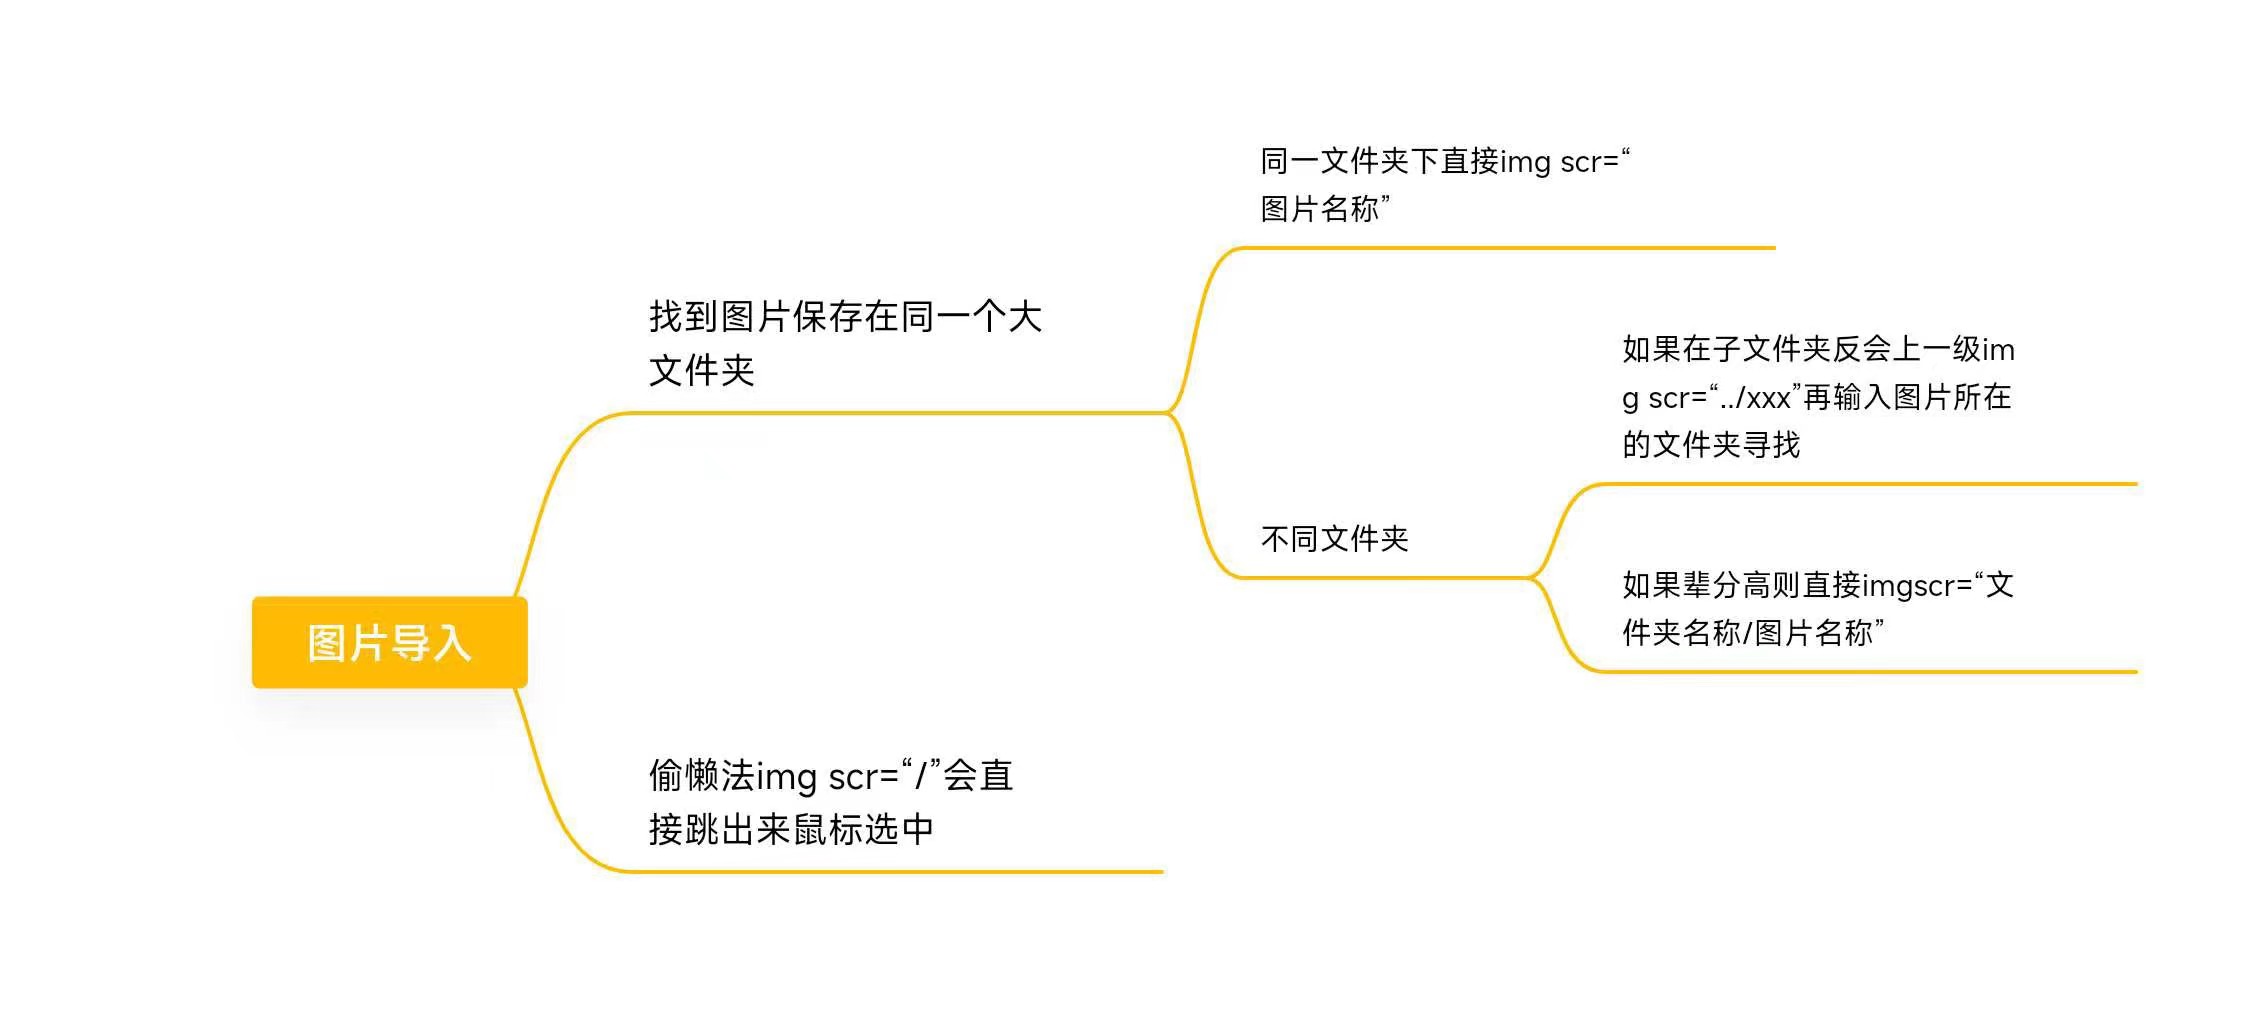 同一文件夹下直接img scr=“
图片名称”
找到图片保存在同一个大
文件夹
如果在子文件夹反会上一级im
g scr=“../xxx”再输入图片所在
的文件夹寻找
不同文件夹
如果辈分高则直接imgscr=“文
件夹名称/图片名称”
图片导入
偷懒法img scr=“/”会直
接跳出来鼠标选中